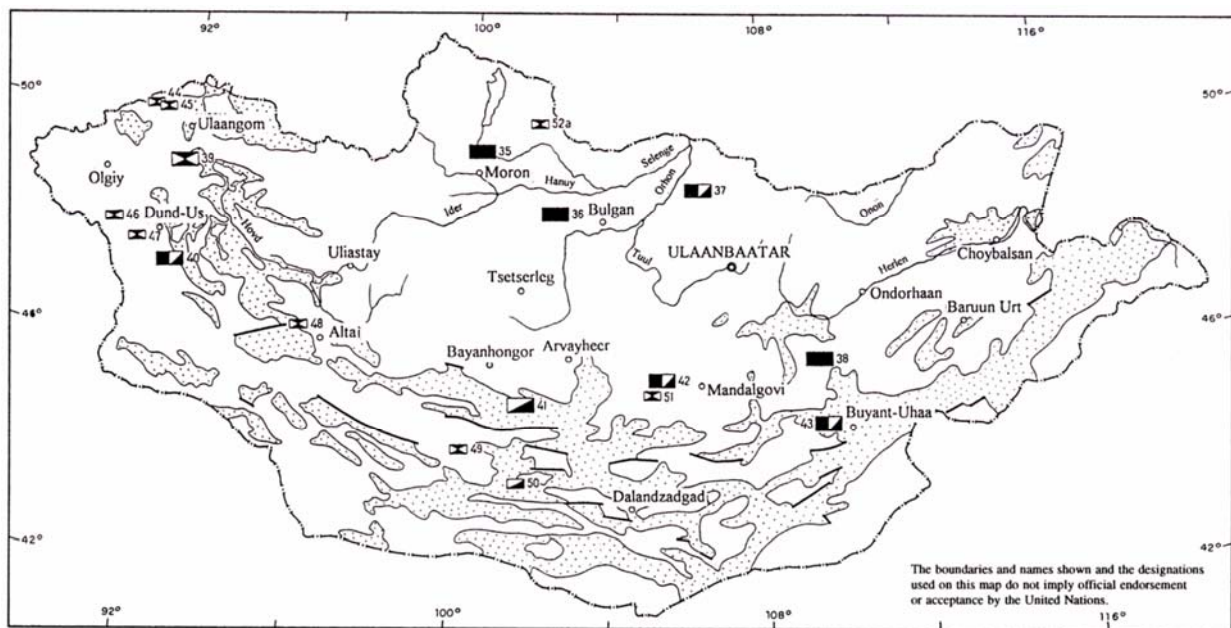 92° 100° 108° 116°
50° 50°
44
45
Ulaangom
52a
39
35
Selenge
Olgiy
Moron
Hanuy
Orhon
37
46
Dund-Us
Ider
36
Bulgan
Onon
47
Hovd
40
Uliastay
Tuul
ULAANBAATAR
Herlen
Choybalsan
Tsetserleg
Ondorhaan
46° 46°
Baruun Urt
48
Altai
Bayanhongor
Arvayheer
38
42
Mandalgovi
51
41
43
Buyant-Uhaa
49
50
Dalandzadgad
42° 42°
The boundaries and names shown and the designations
used on this map do not imply official endorsement
or acceptance by the United Nations.
92° 100° 108° 116°